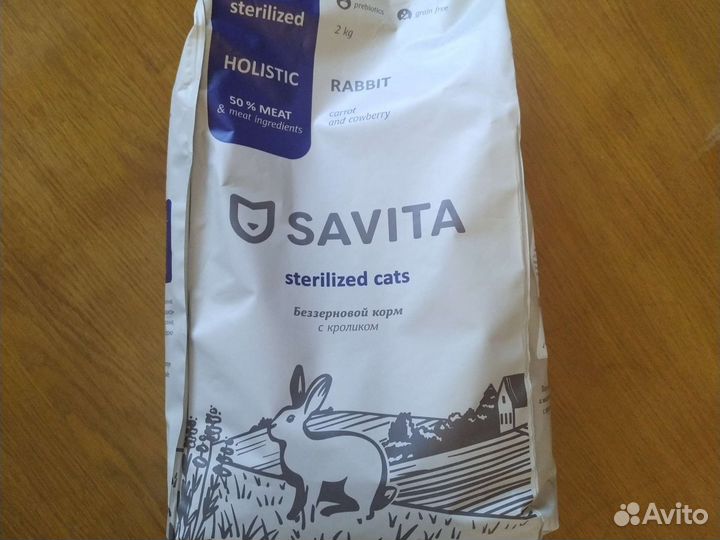 sterilized
HOLISTIC
50 % MEAT
& meat ingredients
prebiotics
grain free
2 kg
RABBIT
carrot
and cowberry
SAVITA
sterilized cats
Беззерновой корм
с кроликом
Avito